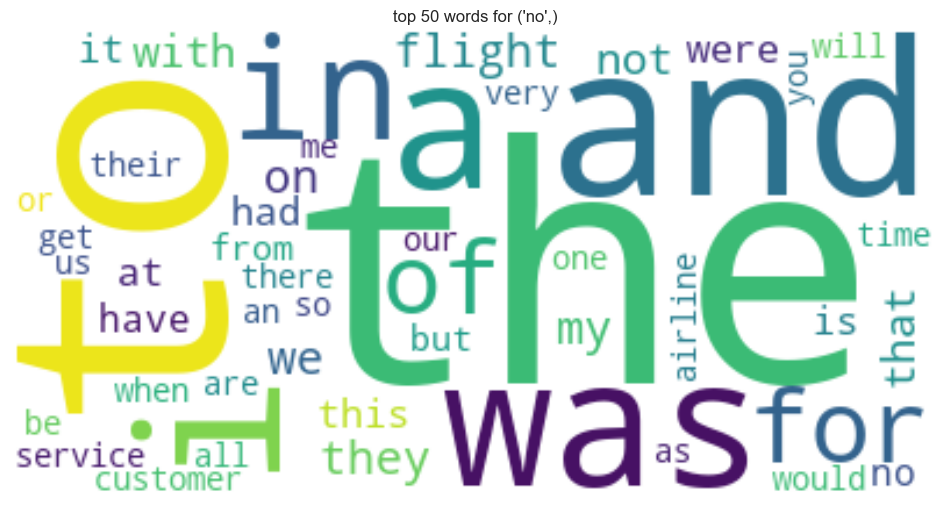 top 50 words for ('no',)
it with in flight not were you will
a very and
to their me
or on had
get us from our the of one time
at there
have an so but my airline is that
we
when are
be i this was for
service all they as
customer would no